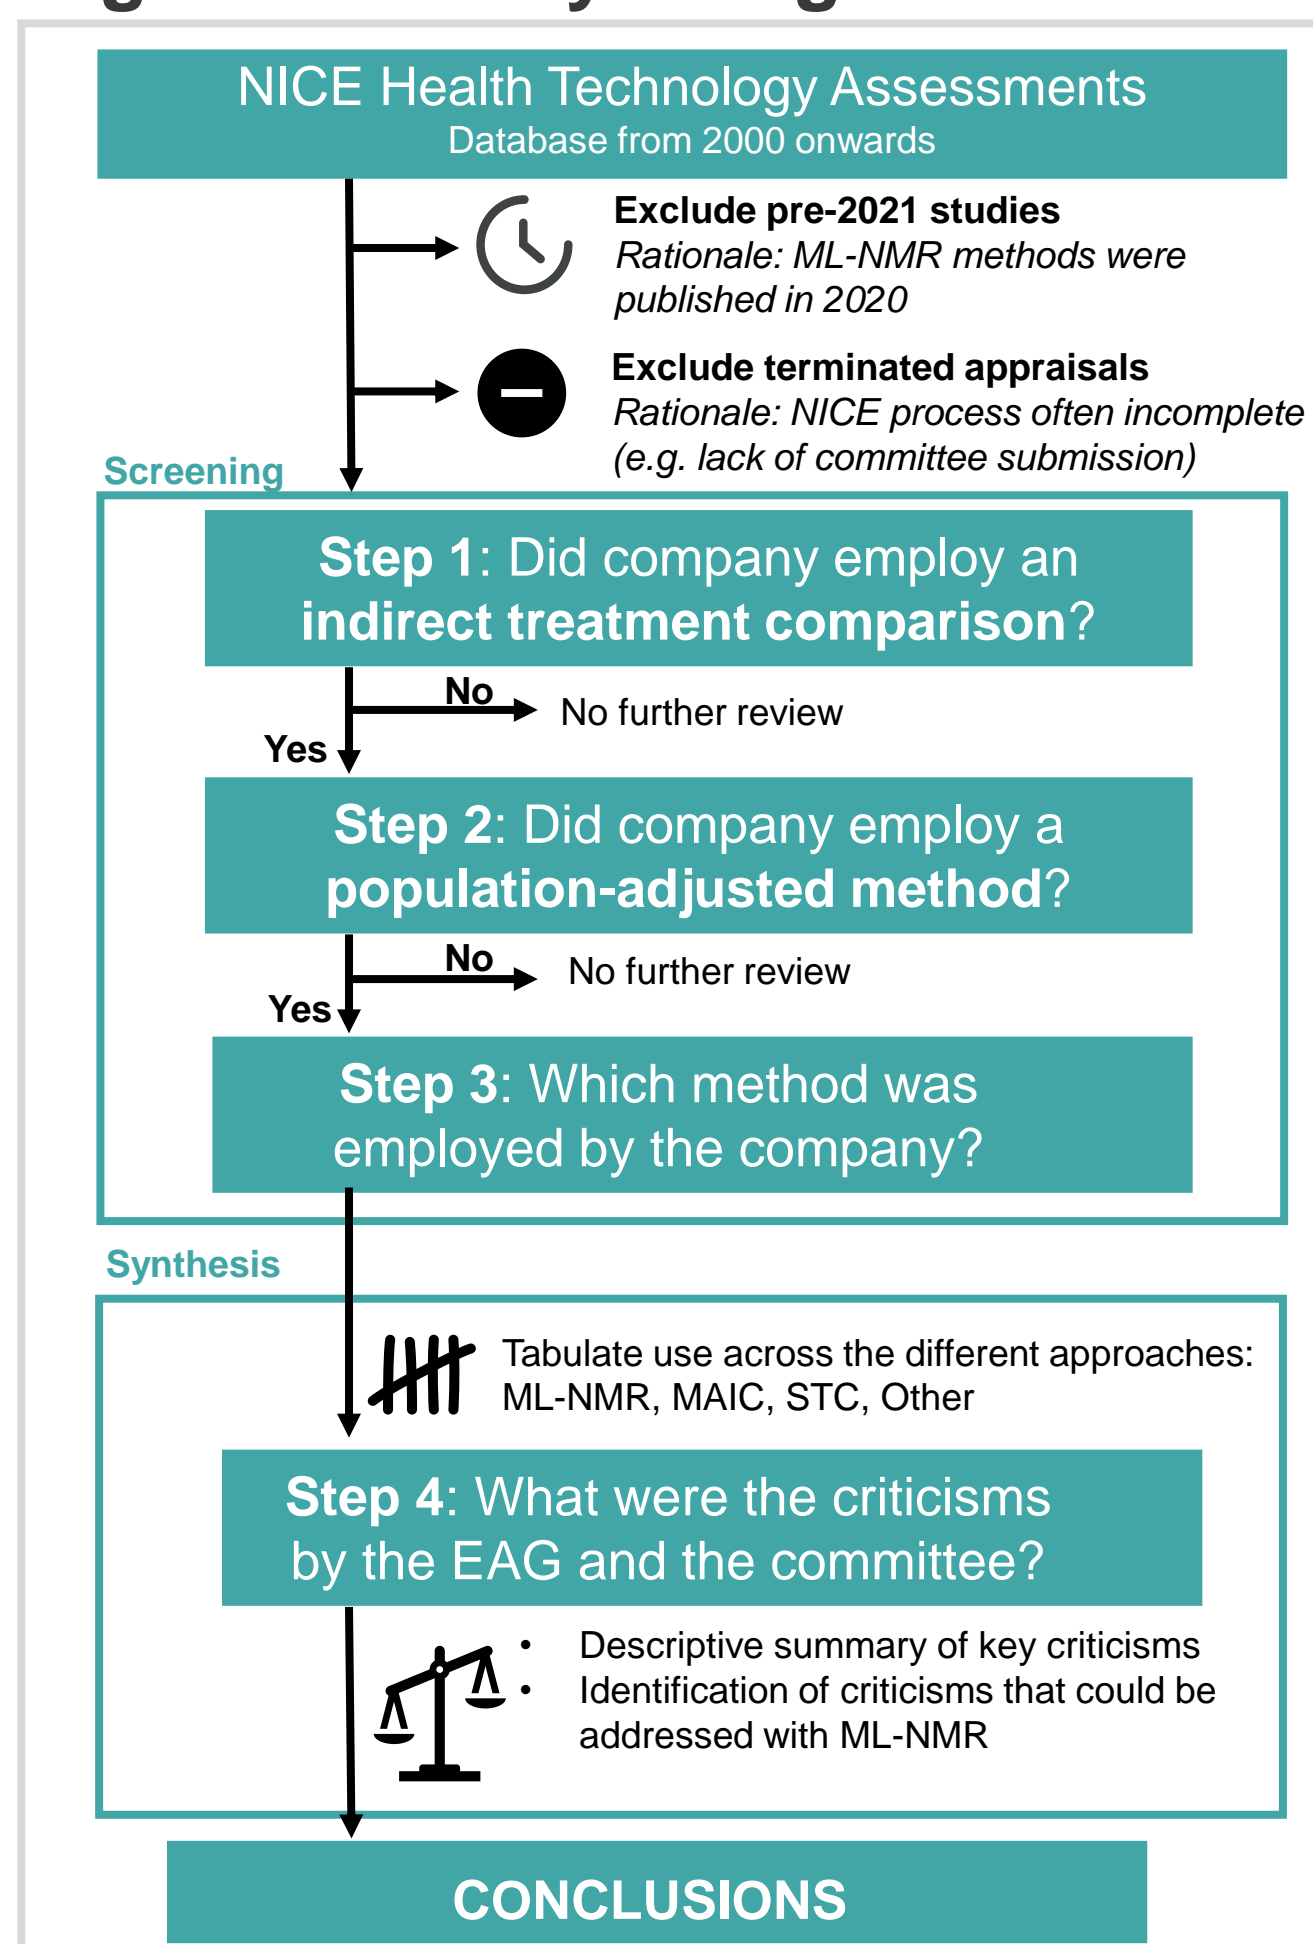 NICE Health Technology Assessments
Database from 2000 onwards
Exclude pre-2021 studies
Rationale: ML-NMR methods were
published in 2020
Exclude terminated appraisals
Rationale: NICE process often incomplete
(e.g. lack of committee submission)
Screening
Step 1: Did company employ an
indirect treatment comparison?
No
No further review
Yes
Step 2: Did company employ a
population-adjusted method?
No
No further review
Yes
Step 3: Which method was
employed by the company?
Synthesis
Tabulate use across the different approaches:
ML-NMR, MAIC, STC, Other
Step 4: What were the criticisms
by the EAG and the committee?
• Descriptive summary of key criticisms
• Identification of criticisms that could be
addressed with ML-NMR
CONCLUSIONS